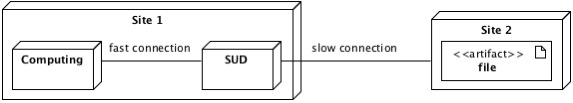 Site 1
Computing
fast connection
SUD
slow connection
Site 2
<<artifact>>
file